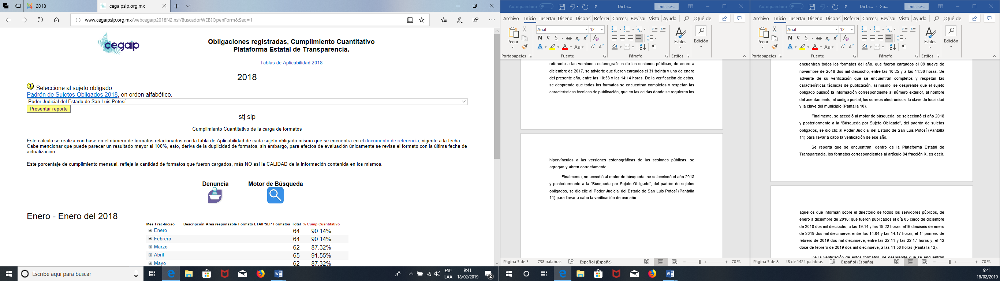 2018
cegaipslp.org.mx
www.cegaipslp.org.mx/webcegaip2018N2.nsf/BuscadorWEB?OpenForm&Seq=1
cegaip
Obligaciones registradas, Cumplimiento Cuantitativo
Plataforma Estatal de Transparencia.
Tablas de Aplicabilidad 2018
2018
1 Seleccione al sujeto obligado
Padrón de Sujetos Obligados 2018, en orden alfabético.
Poder Judicial del Estado de San Luis Potosí
Presentar reporte
stj slp
Cumplimiento Cuantitativo de la carga de formatos
Este cálculo se realiza con base en el número de formatos relacionados con la tabla de Aplicabilidad de cada sujeto obligado mismo que se encuentra en el documento de referencia, vigente a la fecha.
Cabe mencionar que puede parecer un resultado mayor al 100%, esto, deriva de la duplicidad de formatos, sin embargo, para efectos de evaluación únicamente se revisa el formato con la última fecha de
actualización.
Este porcentaje de cumplimiento mensual, refleja la cantidad de formatos que fueron cargados, más NO así la CALIDAD de la información contenida en los mismos.
Denuncia Motor de Búsqueda
Enero - Enero del 2018
Mes Frac-Inciso Descripción Area responsable Formato LTAIPSLP Formatos Total % Cump Cuantitativo
Enero 64 90.14%
Febrero 64 90.14%
Marzo 62 87.32%
Abril 65 91.55%
Mayo 62 87.32%
Escribe aquí para buscar
ESP
LAA
9:41
18/02/2019
2
Autoguardado Dicta... Inic. ses.
Archivo Inicio Insertar Diseño Dispos Referer Corresp Revisar Vista Ayuda ¿Qué de
Pegar
Arial 12
N K S ab x₂ x²
A A Aa A A
Estilos
Edición
Portapapeles Fuente Párrafo Estilos
referente a las versiones estenográficas de las sesiones públicas, de enero a
diciembre de 2017, se advierte que fueron cargados el 31 treinta y uno de enero
del presente año, entre las 10:33 y las 14:14 horas. De la verificación de estos,
se desprende que todos los formatos se encuentran completos y respetan las
características técnicas de publicación, que en las celdas donde se requieren los
hipervínculos a las versiones estenográficas de las sesiones públicas, se
agregan y abren correctamente.
Finalmente, se accedió al motor de búsqueda, se seleccionó el año 2018
y posteriormente a la “Búsqueda por Sujeto Obligado”, del padrón de sujetos
obligados, se dio clic al Poder Judicial del Estado de San Luis Potosí (Pantalla
11) para llevar a cabo la verificación de ese año.
Página 3 de 3 738 palabras Español (España) 70 %
Autoguardado Dicta... - Gu... Inic. ses.
Archivo Inicio Insertar Diseño Dispos Referer Corresp Revisar Vista Ayuda ¿Qué de
Pegar
Arial 12
N K S ab x₂ x²
A A Aa A A
Estilos
Edición
Portapapeles Fuente Párrafo Estilos
encuentran todos los formatos del año, que fueron cargados el 09 nueve de
noviembre de 2018 dos mil dieciocho, entre las 10:25 y a las 11:36 horas. Se
advierte de su verificación que se encuentran completos y respetan las
características técnicas de publicación, asimismo, se desprende que el sujeto
obligado publicó la información correspondiente al número exterior, al nombre
del asentamiento, el código postal, los correos electrónicos, la clave de localidad
y la clave del municipio (Pantalla 10).
Finalmente, se accedió al motor de búsqueda, se seleccionó el año 2018
y posteriormente a la “Búsqueda por Sujeto Obligado”, del padrón de sujetos
obligados, se dio clic al Poder Judicial del Estado de San Luis Potosí (Pantalla
11) para llevar a cabo la verificación de ese año.
Se reporta que se encuentran, dentro de la Plataforma Estatal de
Transparencia, los formatos correspondientes al artículo 84 fracción X, es decir,
aquellos que informan sobre el directorio de todos los servidores públicos, de
enero a diciembre de 2018; que fueron publicados el día 05 cinco de diciembre
de 2018 dos mil dieciocho, a las 19:14 y las 19:22 horas; el16 dieciséis de enero
de 2019 dos mil diecinueve, entre las 14:04 y las 14:17 horas; el 1° primero de
febrero de 2019 dos mil diecinueve, entre las 22:11 y las 22:17 horas y; el 12
doce de febrero de 2019 dos mil diecinueve, a las 11:50 horas (Pantalla 12).
De la verificación de estos formatos, se desprende que se encuentran
Página 3 de 8 48 de 1424 palabras Español (España) 70 %
9:41
18/02/2019